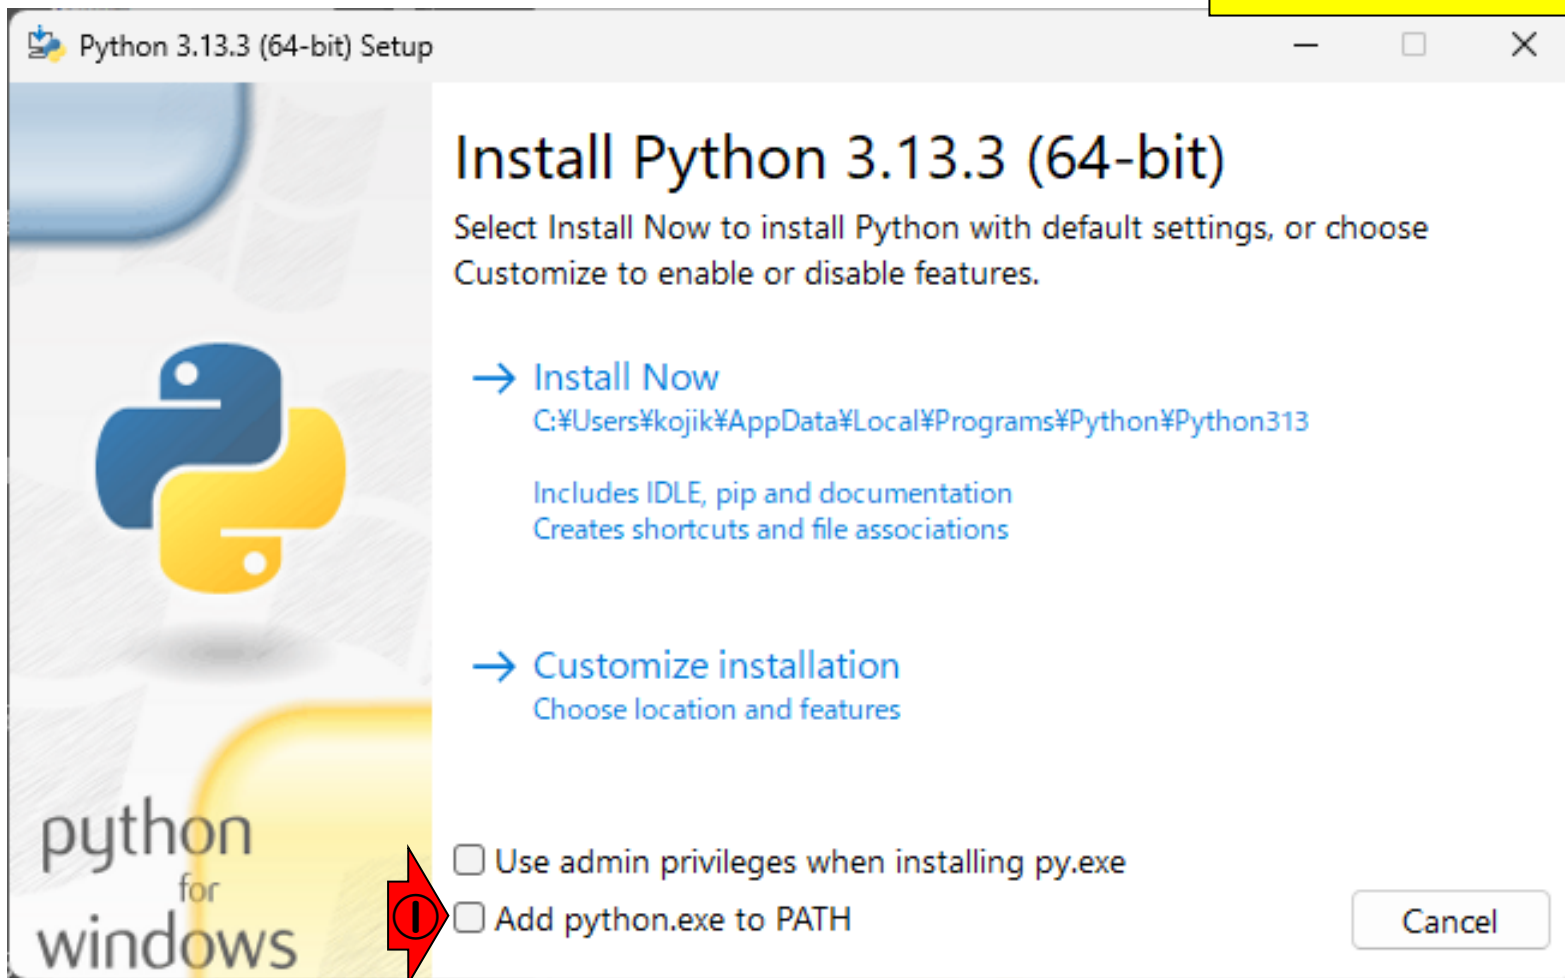 Python 3.13.3 (64-bit) Setup
Install Python 3.13.3 (64-bit)
Select Install Now to install Python with default settings, or choose
Customize to enable or disable features.
→ Install Now
C:¥Users¥kojik¥AppData¥Local¥Programs¥Python¥Python313
Includes IDLE, pip and documentation
Creates shortcuts and file associations
→ Customize installation
Choose location and features
python
for
windows
Use admin privileges when installing py.exe
① Add python.exe to PATH
Cancel